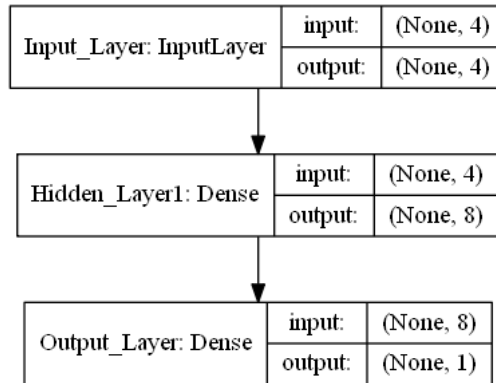 Input_Layer: InputLayer
input: (None, 4)
output: (None, 4)
Hidden_Layer1: Dense
input: (None, 4)
output: (None, 8)
Output_Layer: Dense
input: (None, 8)
output: (None, 1)